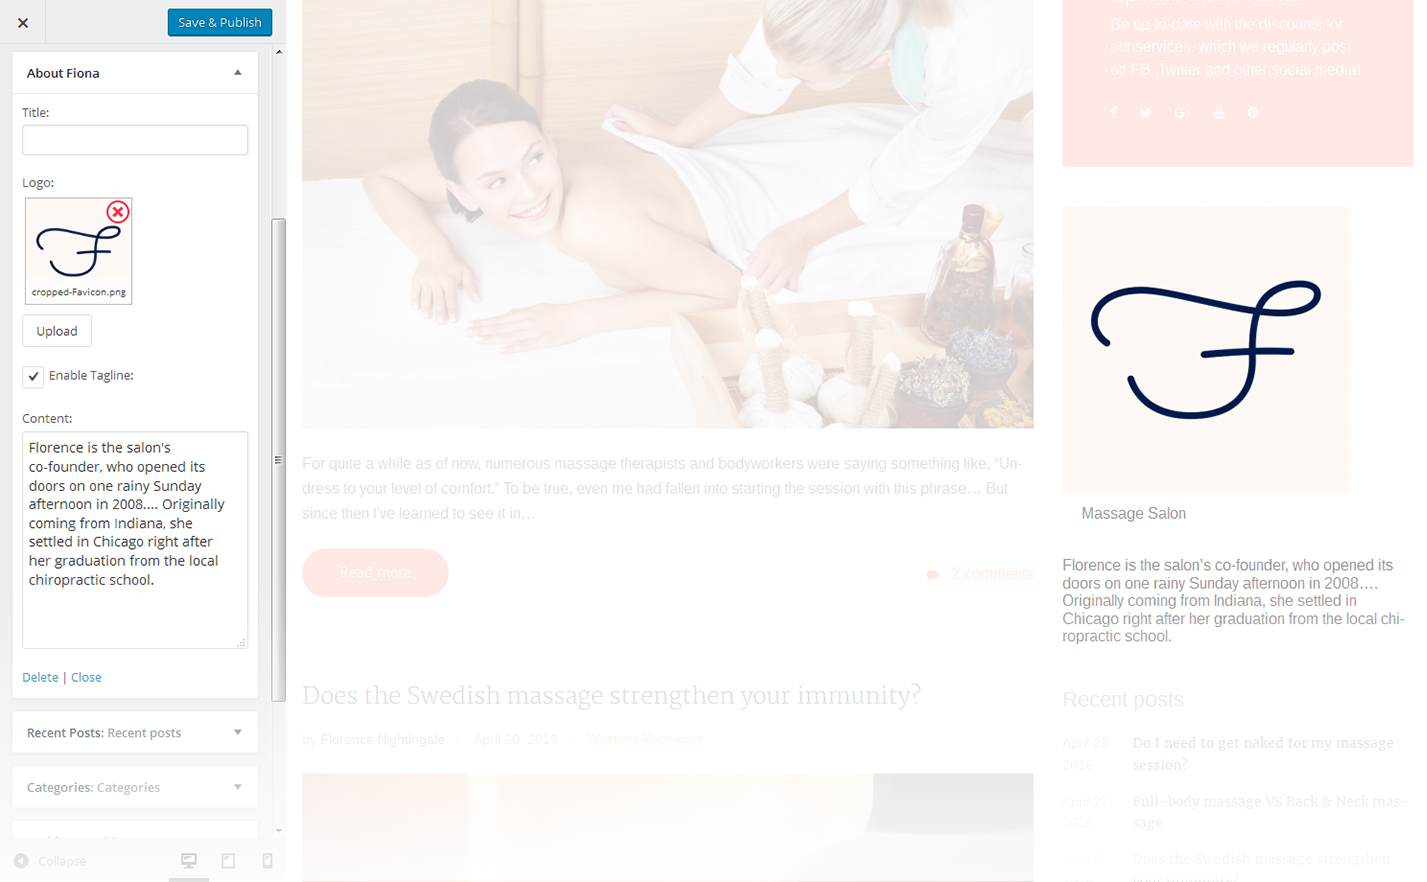 Save & Publish
About Fiona
Title:
Logo:
cropped-Favicon.png
Upload
Enable Tagline:
Content:
Florence is the salon's
co-founder, who opened its
doors on one rainy Sunday
afternoon in 2008.... Originally
coming from Indiana, she
settled in Chicago right after
her graduation from the local
chiropractic school.
Delete | Close
Recent Posts: Recent posts
Categories: Categories
Collapse
For quite a while as of now, numerous massage therapists and bodyworkers were saying something like, “Un-
dress to your level of comfort.” To be true, even me had fallen into starting the session with this phrase… But
since then I’ve learned to see it in…
Read more
2 comments
Does the Swedish massage strengthen your immunity?
by Florence Nightingale
April 20, 2016
Western Massages
Be up-to-date with the discounts for
our services, which we regularly post
on FB, Twitter and other social media!
Massage Salon
Florence is the salon’s co-founder, who opened its
doors on one rainy Sunday afternoon in 2008….
Originally coming from Indiana, she settled in
Chicago right after her graduation from the local chi-
ropractic school.
Recent posts
April 29,
2016
Do I need to get naked for my massage
session?
April 27,
2016
Full-body massage VS Back & Neck mas-
sage
Does the Swedish massage strengthen
your immunity?